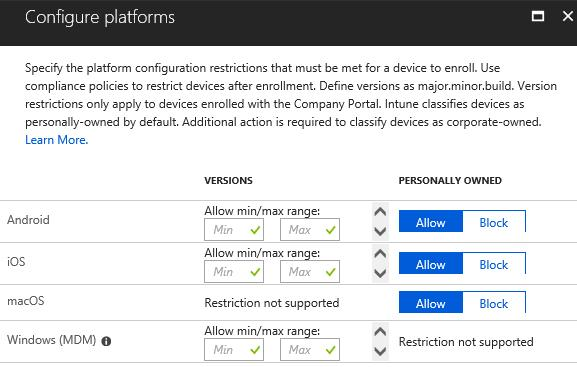 Configure platforms
Specify the platform configuration restrictions that must be met for a device to enroll. Use
compliance policies to restrict devices after enrollment. Define versions as major.minor.build. Version
restrictions only apply to devices enrolled with the Company Portal. Intune classifies devices as
personally-owned by default. Additional action is required to classify devices as corporate-owned.
Learn More.
VERSIONS PERSONALLY OWNED
Android Allow min/max range:
Min Max Allow Block
iOS Allow min/max range:
Min Max Allow Block
macOS Restriction not supported Allow Block
Windows (MDM) Allow min/max range:
Min Max Restriction not supported